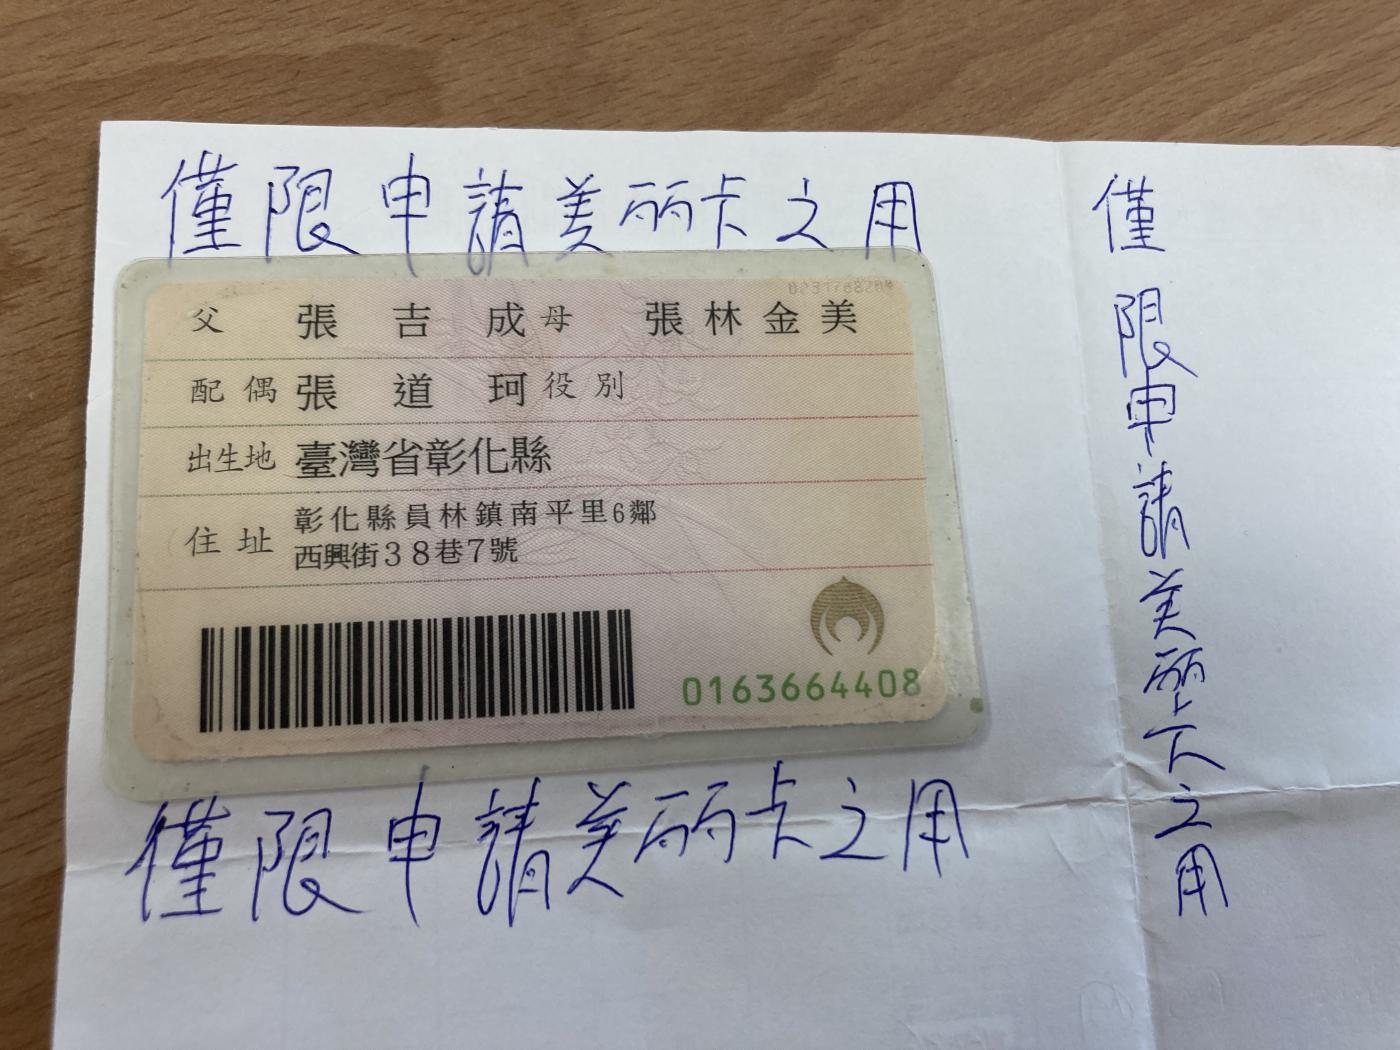 僅限申請美丽卡之用
父 張吉成 母 張林金美
配偶 張道珂 役別
出生地 臺灣省彰化縣
住址 彰化縣員林鎮南平里6鄰
西興街38巷7號
0163664408
僅限申請美丽卡之用
僅限申請美丽卡之用